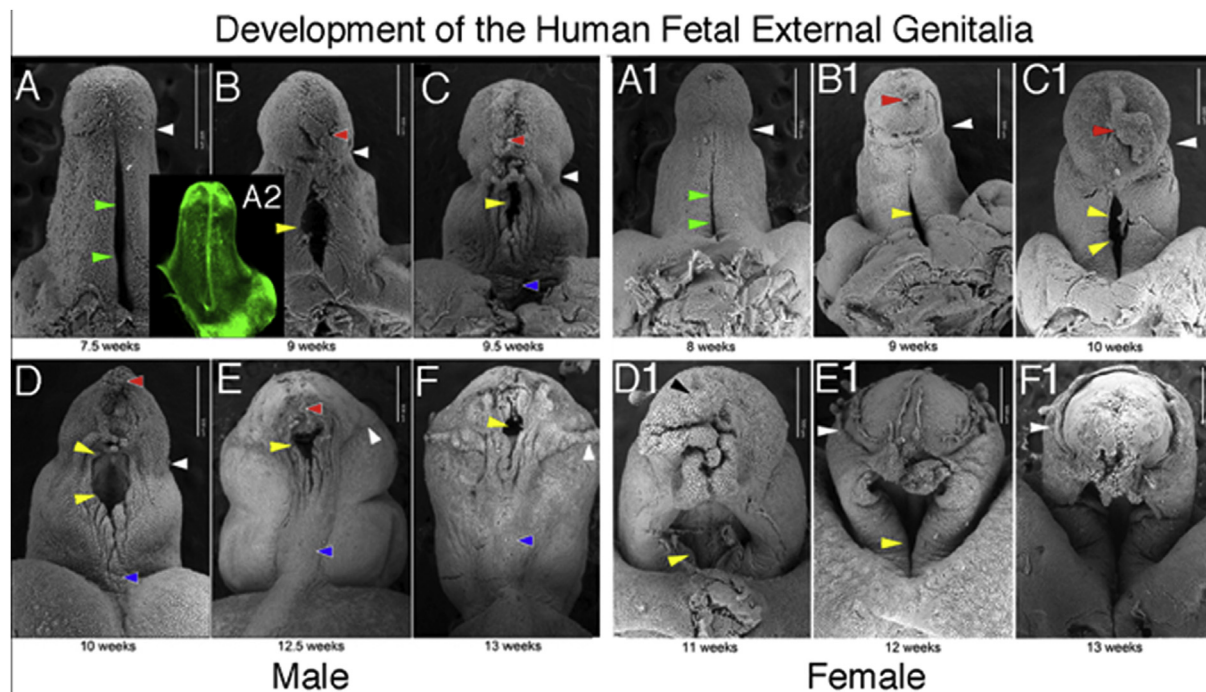 Development of the Human Fetal External Genitalia
A B C A1 B1 C1
A2
7.5 weeks 9 weeks 9.5 weeks 8 weeks 9 weeks 10 weeks
D E F D1 E1 F1
10 weeks 12.5 weeks 13 weeks 11 weeks 12 weeks 13 weeks
Male Female